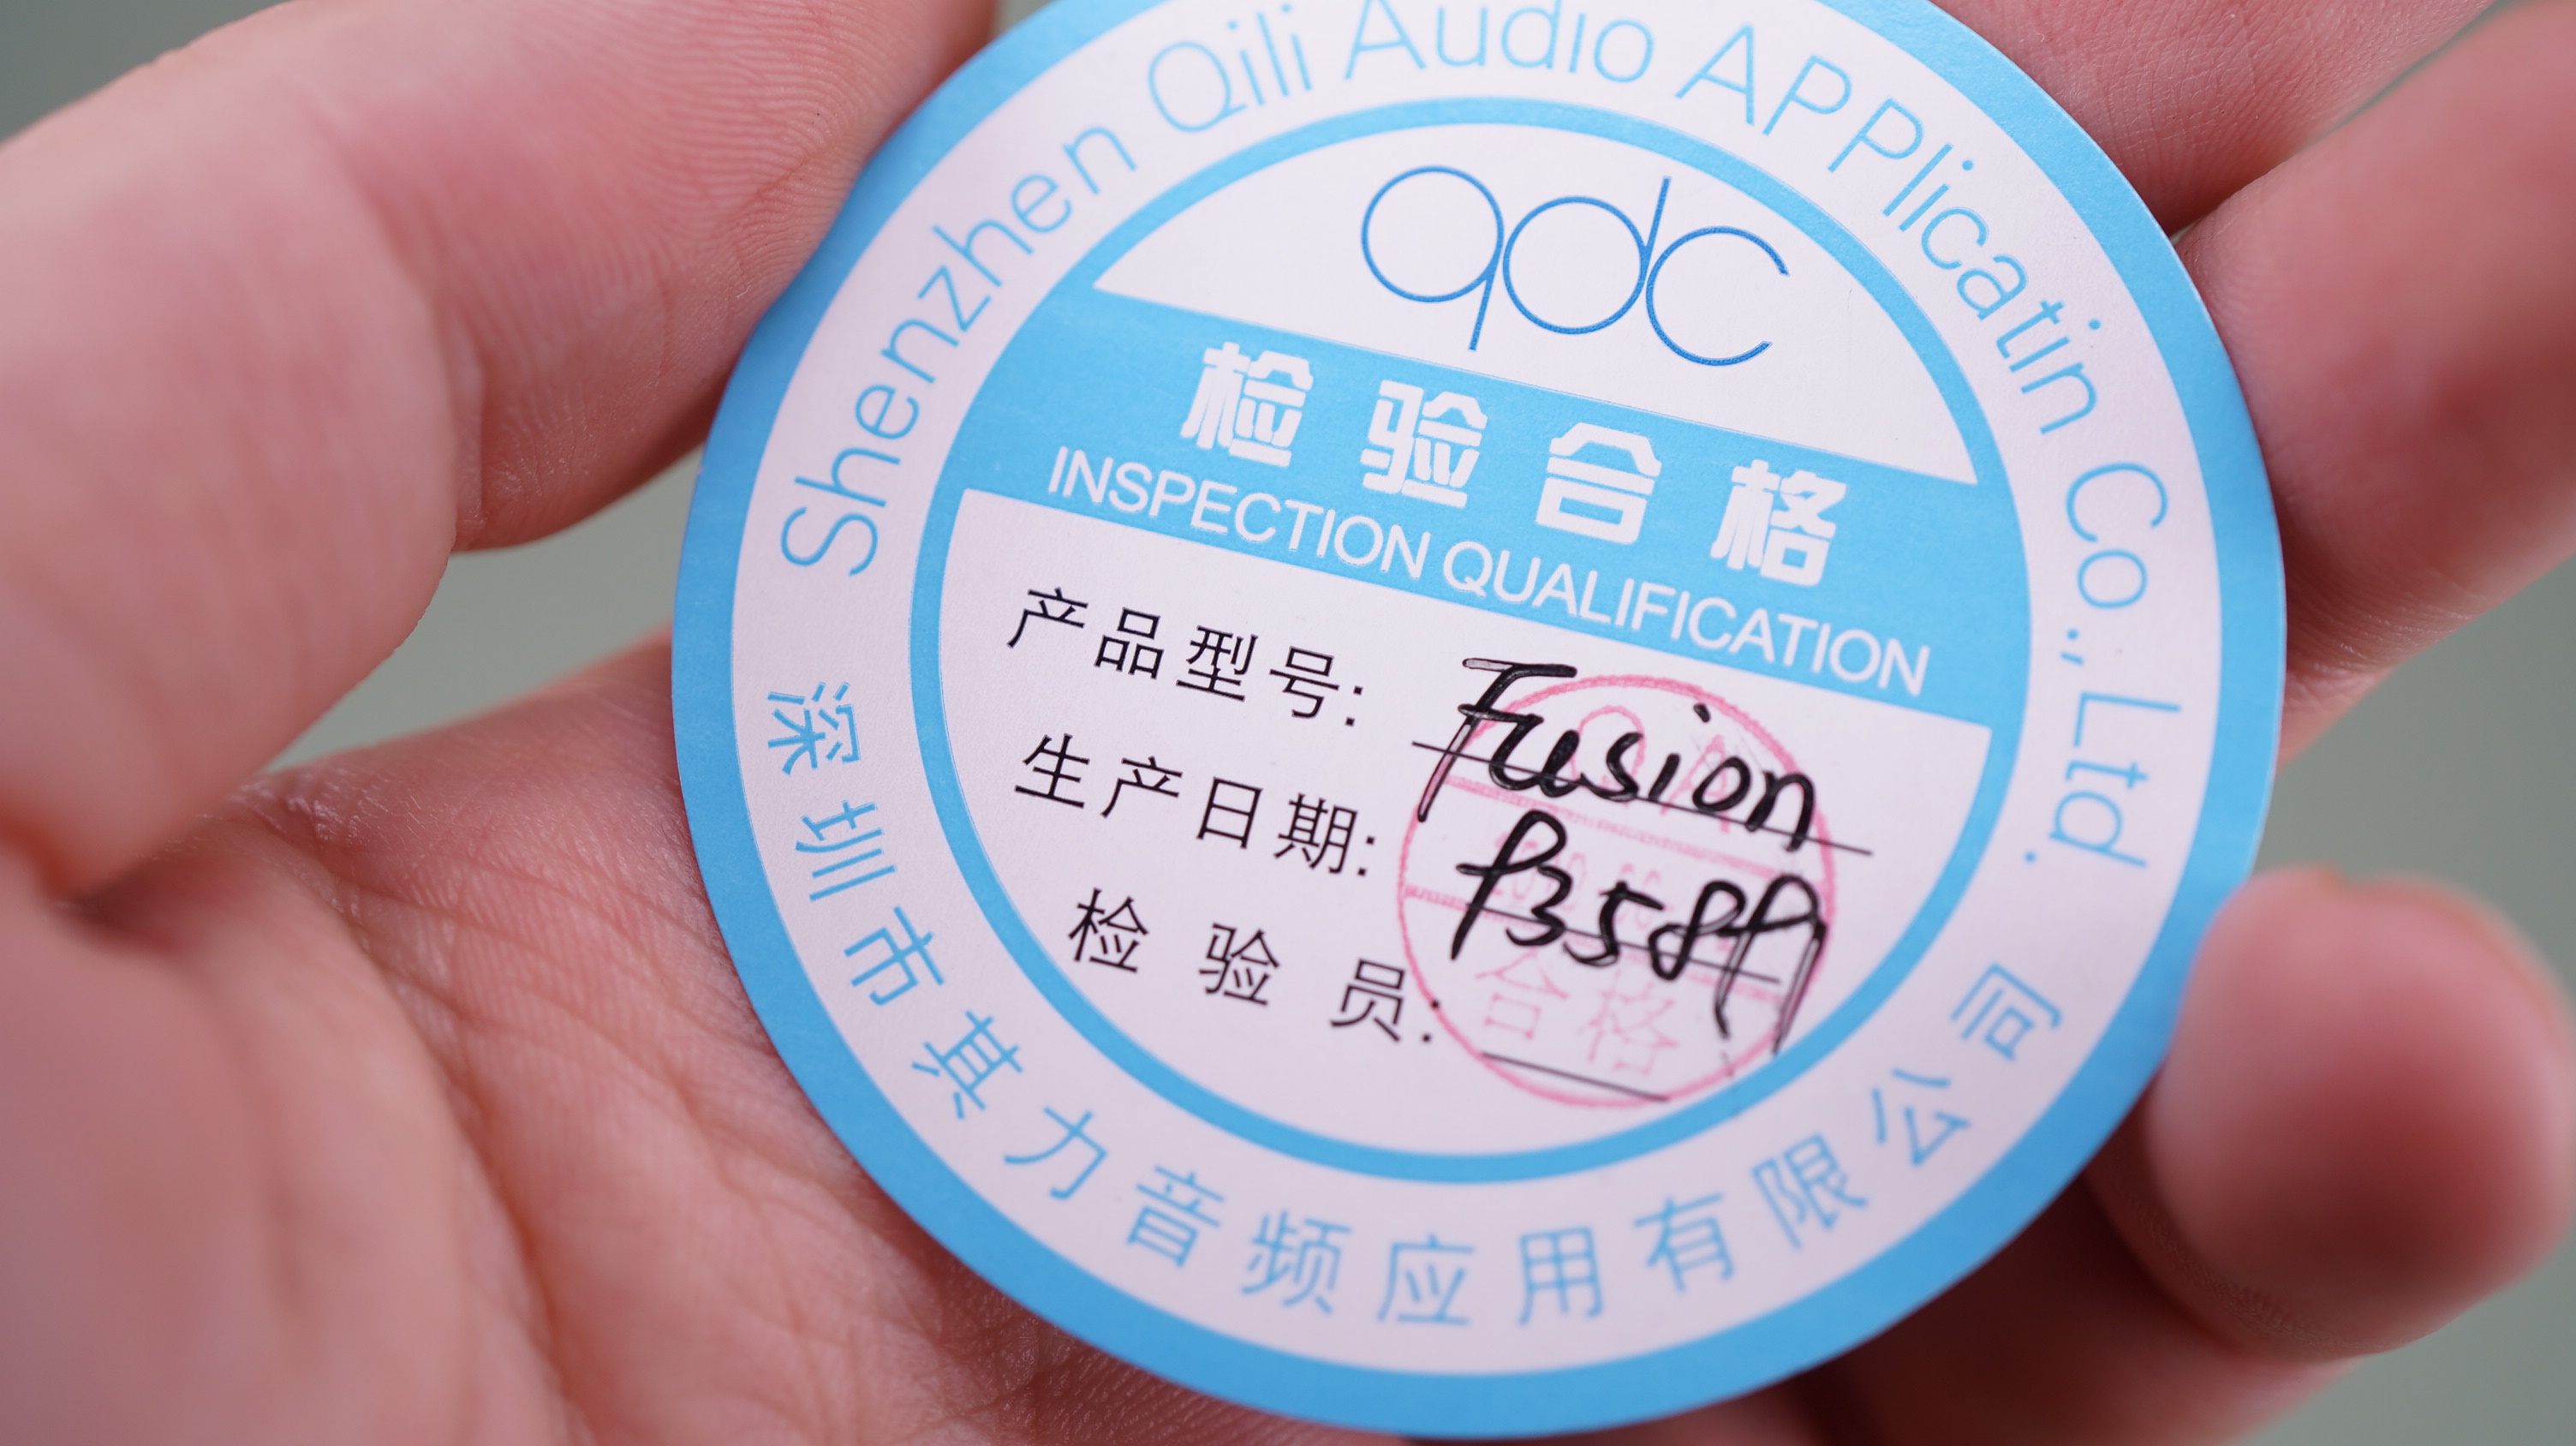 Shenzhen Qili Audio APPlicatin Co.,Ltd.
qdc
检验合格
INSPECTION QUALIFICATION
产品型号: Fusion
生产日期: P3589
检验员:
合格
深圳市其力音频应用有限公司